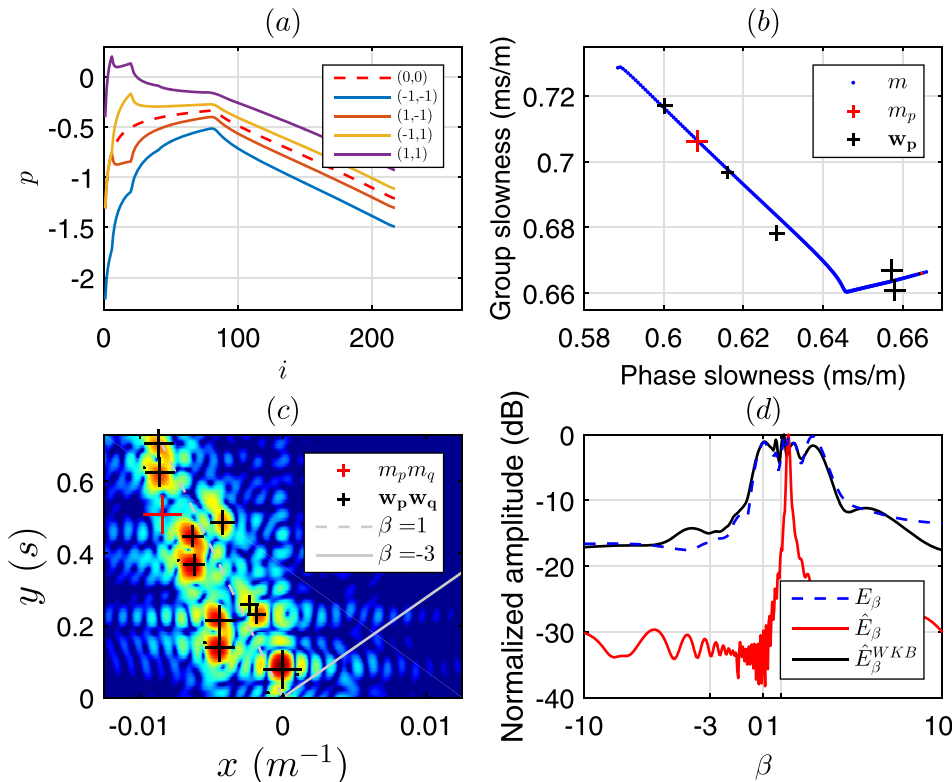 (a)
0
-0.5
-1
-1.5
-2
p
0 100 200
i
(0,0)
(-1,-1)
(1,-1)
(-1,1)
(1,1)
(b)
Group slowness (ms/m)
0.72
0.7
0.68
0.66
0.58 0.6 0.62 0.64 0.66
Phase slowness (ms/m)
m
m_p
w_p
(c)
y (s)
0.6
0.4
0.2
0
-0.01 0 0.01
x (m^{-1})
m_p m_q
w_p w_q
β =1
β =-3
(d)
Normalized amplitude (dB)
0
-10
-20
-30
-40
-10 -3 0 1 10
β
E_β
Ê_β
Ê_β^{WKB}